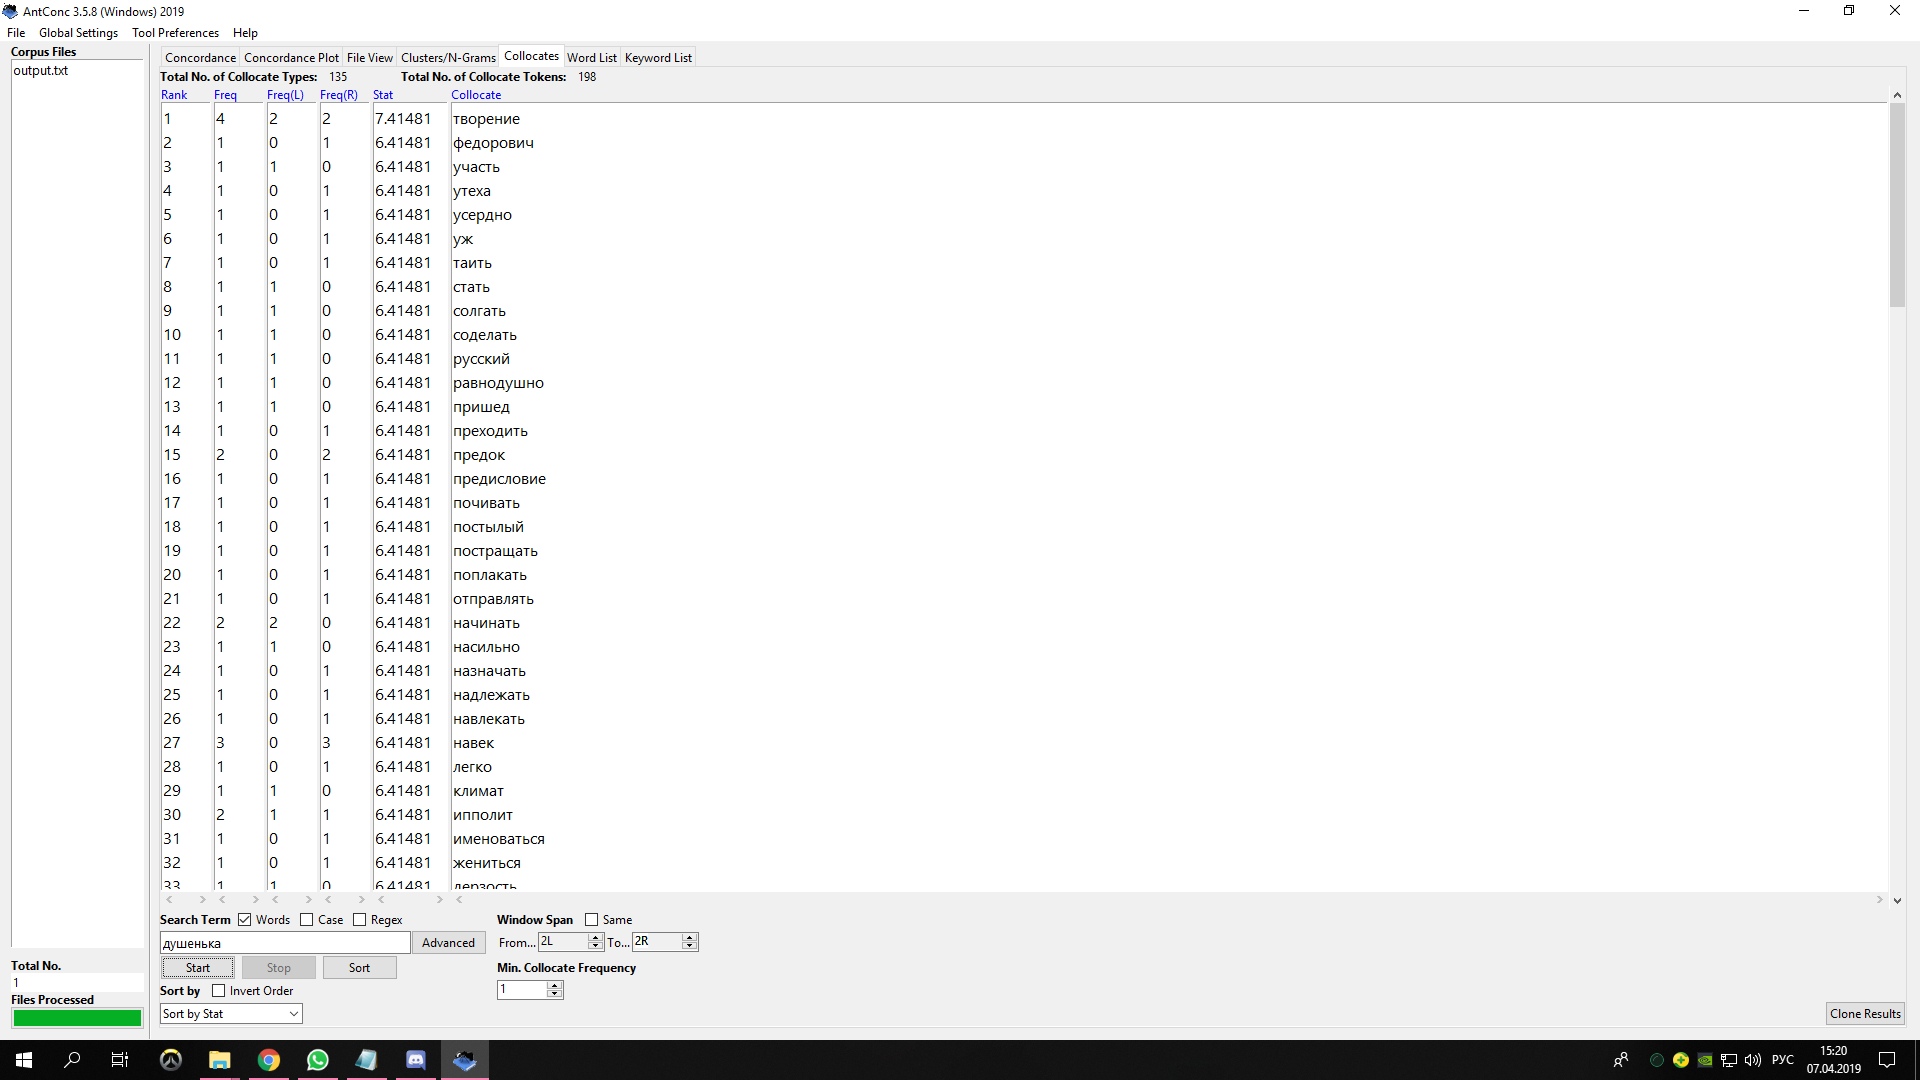 AntConc 3.5.8 (Windows) 2019
File Global Settings Tool Preferences Help
Corpus Files
output.txt
Concordance Concordance Plot File View Clusters/N-Grams Collocates Word List Keyword List
Total No. of Collocate Types: 135 Total No. of Collocate Tokens: 198
Rank Freq Freq(L) Freq(R) Stat Collocate
1 4 2 2 7.41481 творение
2 1 0 1 6.41481 федорович
3 1 1 0 6.41481 участь
4 1 0 1 6.41481 утеха
5 1 0 1 6.41481 усердно
6 1 0 1 6.41481 уж
7 1 0 1 6.41481 таить
8 1 1 0 6.41481 стать
9 1 1 0 6.41481 солгать
10 1 1 0 6.41481 соделать
11 1 1 0 6.41481 русский
12 1 1 0 6.41481 равнодушно
13 1 1 0 6.41481 пришед
14 1 0 1 6.41481 преходить
15 2 0 2 6.41481 предок
16 1 0 1 6.41481 предисловие
17 1 0 1 6.41481 почивать
18 1 0 1 6.41481 постылый
19 1 0 1 6.41481 постращать
20 1 0 1 6.41481 поплакать
21 1 0 1 6.41481 отправлять
22 2 2 0 6.41481 начинать
23 1 1 0 6.41481 насильно
24 1 0 1 6.41481 назначать
25 1 0 1 6.41481 надлежать
26 1 0 1 6.41481 навлекать
27 3 0 3 6.41481 навек
28 1 0 1 6.41481 легко
29 1 1 0 6.41481 климат
30 2 1 1 6.41481 ипполит
31 1 0 1 6.41481 именоваться
32 1 0 1 6.41481 жениться
33 1 1 0 6.41481 дерзость
Search Term Words Case Regex Window Span Same
душенька Advanced From... 2L To... 2R
Start Stop Sort Min. Collocate Frequency
Sort by Invert Order 1
Sort by Stat Clone Results
Total No.
1
Files Processed
РУС 15:20
07.04.2019